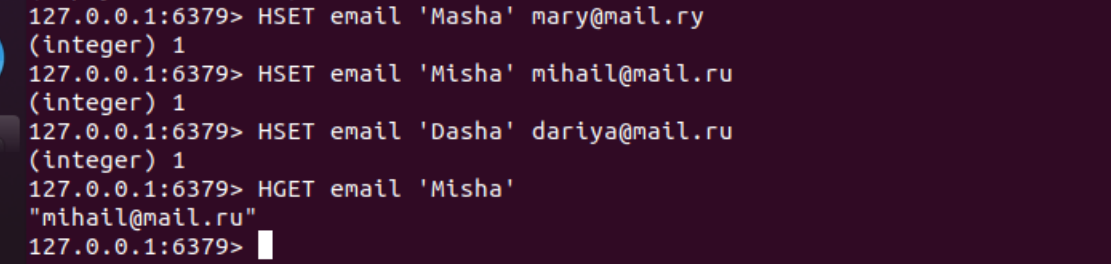 127.0.0.1:6379> HSET email 'Masha' mary@mail.ry
(integer) 1
127.0.0.1:6379> HSET email 'Misha' mihail@mail.ru
(integer) 1
127.0.0.1:6379> HSET email 'Dasha' dariya@mail.ru
(integer) 1
127.0.0.1:6379> HGET email 'Misha'
"mihail@mail.ru"
127.0.0.1:6379>